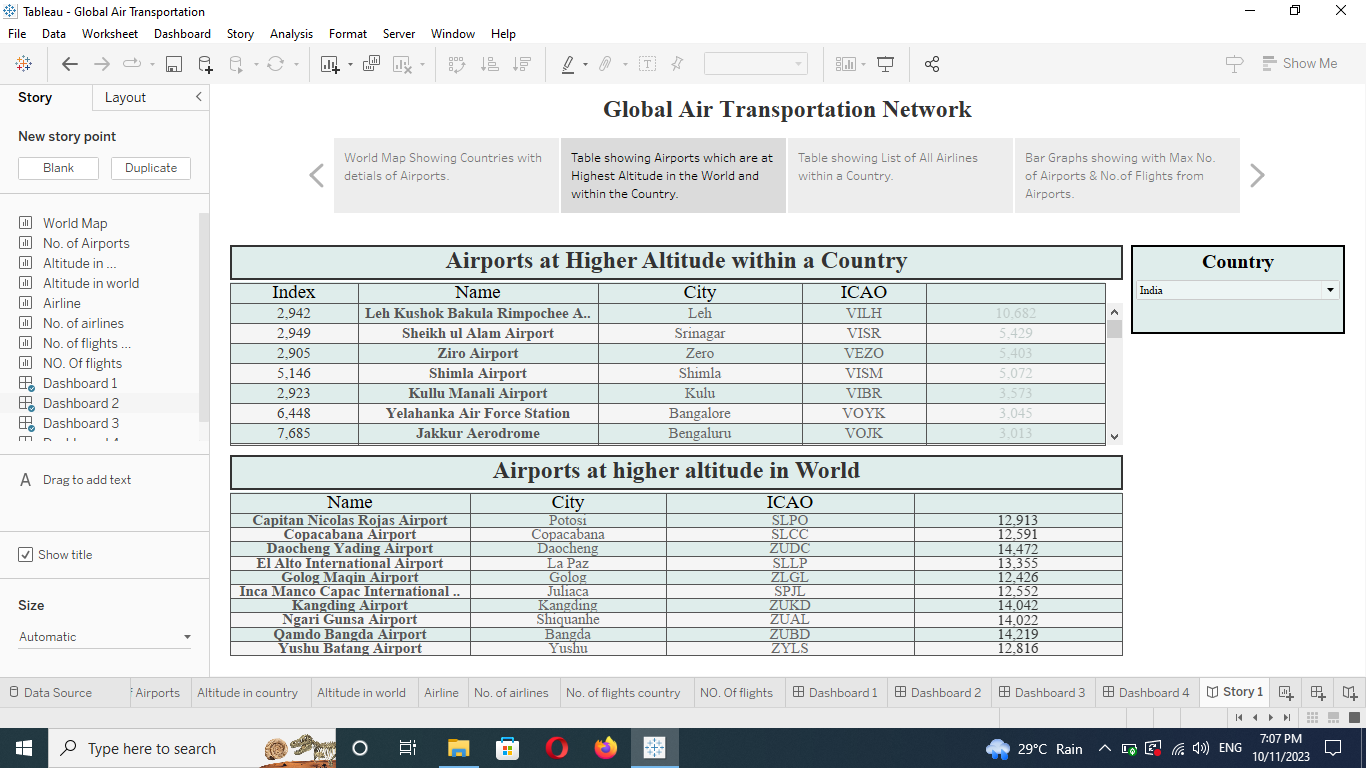 Tableau - Global Air Transportation
File Data Worksheet Dashboard Story Analysis Format Server Window Help
Show Me
Story Layout
New story point
Blank Duplicate
World Map
No. of Airports
Altitude in ...
Altitude in world
Airline
No. of airlines
No. of flights ...
NO. Of flights
Dashboard 1
Dashboard 2
Dashboard 3
A Drag to add text
Show title
Size
Automatic
Global Air Transportation Network
World Map Showing Countries with
detials of Airports.
Table showing Airports which are at
Highest Altitude in the World and
within the Country.
Table showing List of All Airlines
within a Country.
Bar Graphs showing with Max No.
of Airports & No.of Flights from
Airports.
Airports at Higher Altitude within a Country
Index Name City ICAO
2,942 Leh Kushok Bakula Rimpochee A.. Leh VILH 10,682
2,949 Sheikh ul Alam Airport Srinagar VISR 5,429
2,905 Ziro Airport Zero VEZO 5,403
5,146 Shimla Airport Shimla VISM 5,072
2,923 Kullu Manali Airport Kulu VIBR 3,573
6,448 Yelahanka Air Force Station Bangalore VOYK 3,045
7,685 Jakkur Aerodrome Bengaluru VOJK 3,013
Country
India
Airports at higher altitude in World
Name City ICAO
Capitan Nicolas Rojas Airport Potosi SLPO 12,913
Copacabana Airport Copacabana SLCC 12,591
Daocheng Yading Airport Daocheng ZUDC 14,472
El Alto International Airport La Paz SLLP 13,355
Golog Maqin Airport Golog ZLGL 12,426
Inca Manco Capac International .. Juliaca SPJL 12,552
Kangding Airport Kangding ZUKD 14,042
Ngari Gunsa Airport Shiquanhe ZUAL 14,022
Qamdo Bangda Airport Bangda ZUBD 14,219
Yushu Batang Airport Yushu ZYLS 12,816
Data Source Airports Altitude in country Altitude in world Airline No. of airlines No. of flights country NO. Of flights Dashboard 1 Dashboard 2 Dashboard 3 Dashboard 4 Story 1
Type here to search
29°C Rain
ENG
7:07 PM
10/11/2023